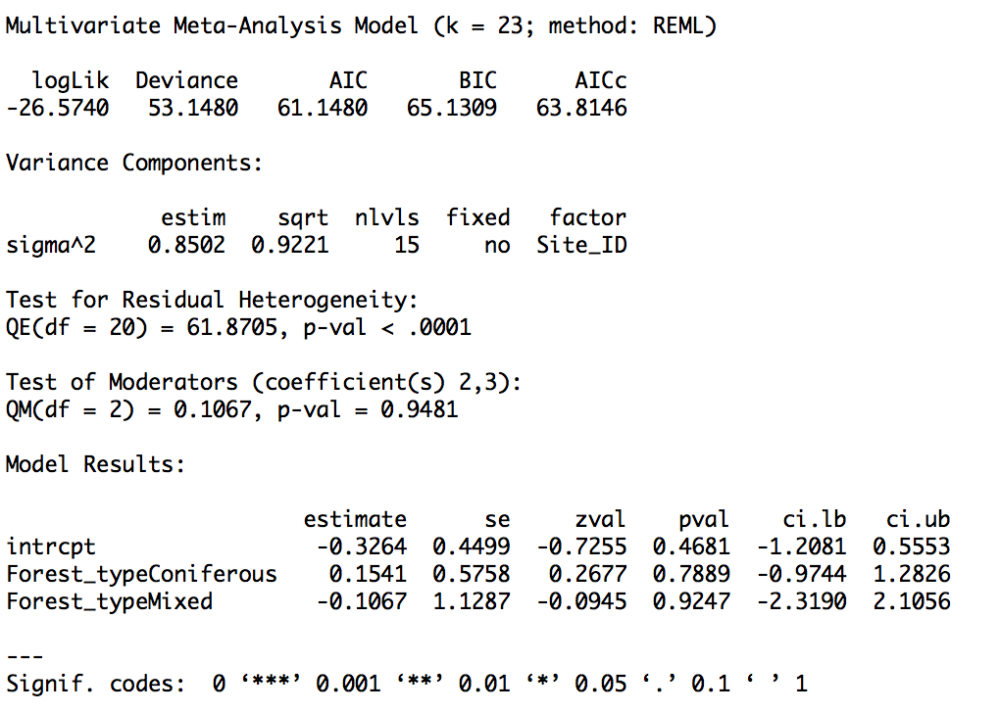 Multivariate Meta-Analysis Model (k = 23; method: REML)
logLik Deviance AIC BIC AICc
-26.5740 53.1480 61.1480 65.1309 63.8146
Variance Components:
estim sqrt nlvls fixed factor
sigma^2 0.8502 0.9221 15 no Site_ID
Test for Residual Heterogeneity:
QE(df = 20) = 61.8705, p-val < .0001
Test of Moderators (coefficient(s) 2,3):
QM(df = 2) = 0.1067, p-val = 0.9481
Model Results:
estimate se zval pval ci.lb ci.ub
intrcpt -0.3264 0.4499 -0.7255 0.4681 -1.2081 0.5553
Forest_typeConiferous 0.1541 0.5758 0.2677 0.7889 -0.9744 1.2826
Forest_typeMixed -0.1067 1.1287 -0.0945 0.9247 -2.3190 2.1056
---
Signif. codes: 0 ‘***’ 0.001 ‘**’ 0.01 ‘*’ 0.05 ‘.’ 0.1 ‘ ’ 1